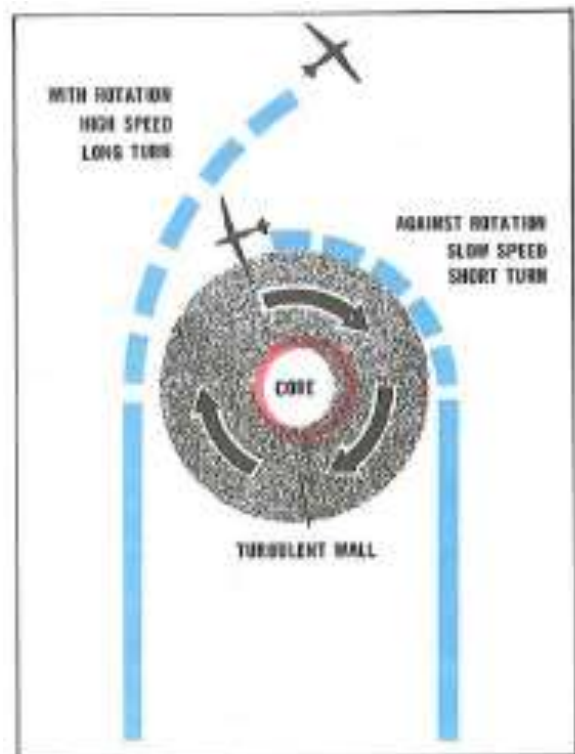 WITH ROTATION
HIGH SPEED
LONG TURN
AGAINST ROTATION
SLOW SPEED
SHORT TURN
CORE
TURBULENT WALL